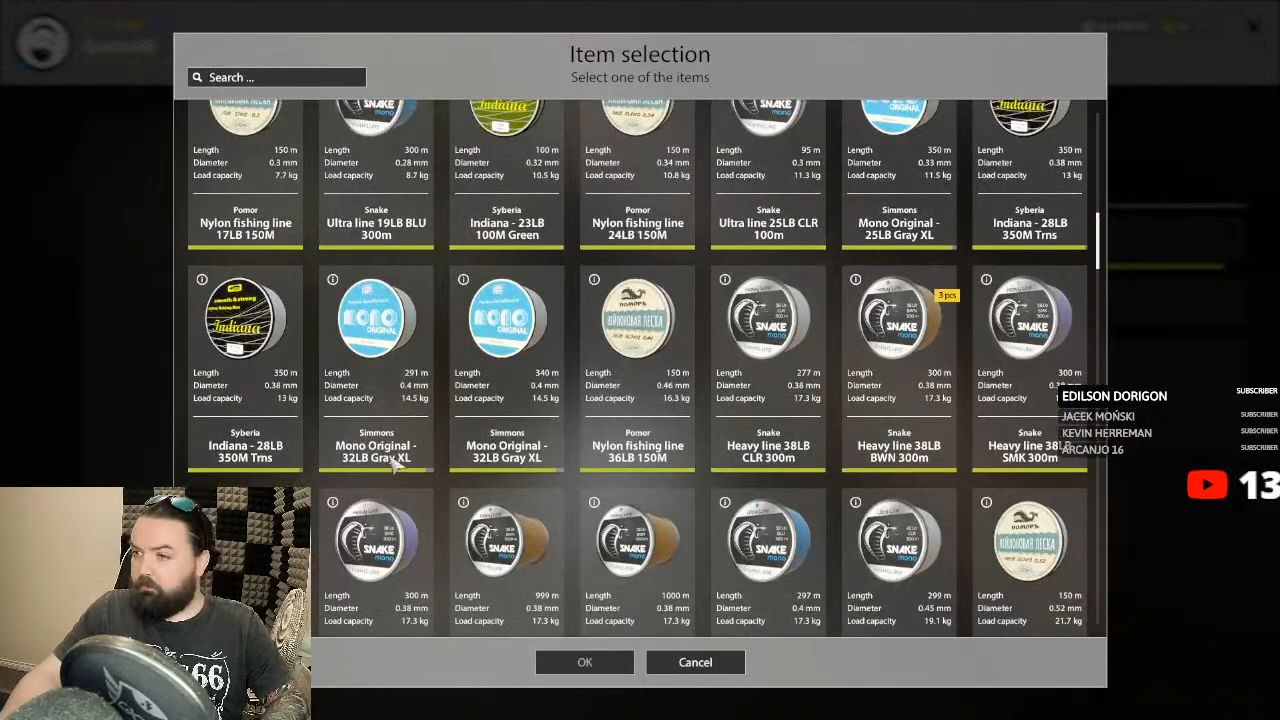 Item selection
Search ...
Select one of the items
Indiana
Indiana
Length 150 m
Diameter 0.3 mm
Load capacity 7.7 kg
Pomor
Nylon fishing line
17LB 150M
Length 300 m
Diameter 0.28 mm
Load capacity 8.7 kg
Snake
Ultra line 19LB BLU
300m
Length 100 m
Diameter 0.32 mm
Load capacity 10.5 kg
Syberia
Indiana - 23LB
100M Green
Length 150 m
Diameter 0.34 mm
Load capacity 10.8 kg
Pomor
Nylon fishing line
24LB 150M
Length 95 m
Diameter 0.3 mm
Load capacity 11.3 kg
Snake
Ultra line 25LB CLR
100m
Length 350 m
Diameter 0.33 mm
Load capacity 11.5 kg
Simmons
Mono Original -
25LB Gray XL
Length 350 m
Diameter 0.38 mm
Load capacity 13 kg
Syberia
Indiana - 28LB
350M Trns
Indiana
Length 350 m
Diameter 0.38 mm
Load capacity 13 kg
Syberia
Indiana - 28LB
350M Trns
MONO
ORIGINAL
Length 291 m
Diameter 0.4 mm
Load capacity 14.5 kg
Simmons
Mono Original -
32LB Gray XL
MONO
ORIGINAL
Length 340 m
Diameter 0.4 mm
Load capacity 14.5 kg
Simmons
Mono Original -
32LB Gray XL
ПОМОРЪ
Length 150 m
Diameter 0.46 mm
Load capacity 16.3 kg
Pomor
Nylon fishing line
36LB 150M
SNAKE
mono
Length 277 m
Diameter 0.38 mm
Load capacity 17.3 kg
Snake
Heavy line 38LB
CLR 300m
3 pcs
SNAKE
mono
Length 300 m
Diameter 0.38 mm
Load capacity 17.3 kg
Snake
Heavy line 38LB
BWN 300m
SNAKE
mono
Length 300 m
Diameter
Load capacity
Snake
Heavy line 38LB
SMK 300m
EDILSON DORIGON SUBSCRIBER
JACEK MOŃSKI SUBSCRIBER
KEVIN HERREMAN SUBSCRIBER
ARCANJO 16 SUBSCRIBER
13
SNAKE
mono
Length 300 m
Diameter 0.38 mm
Load capacity 17.3 kg
SNAKE
mono
Length 999 m
Diameter 0.38 mm
Load capacity 17.3 kg
SNAKE
mono
Length 1000 m
Diameter 0.38 mm
Load capacity 17.3 kg
SNAKE
mono
Length 297 m
Diameter 0.4 mm
Load capacity 17.3 kg
SNAKE
mono
Length 299 m
Diameter 0.45 mm
Load capacity 19.1 kg
ПОМОРЪ
Length 150 m
Diameter 0.52 mm
Load capacity 21.7 kg
OK
Cancel
66